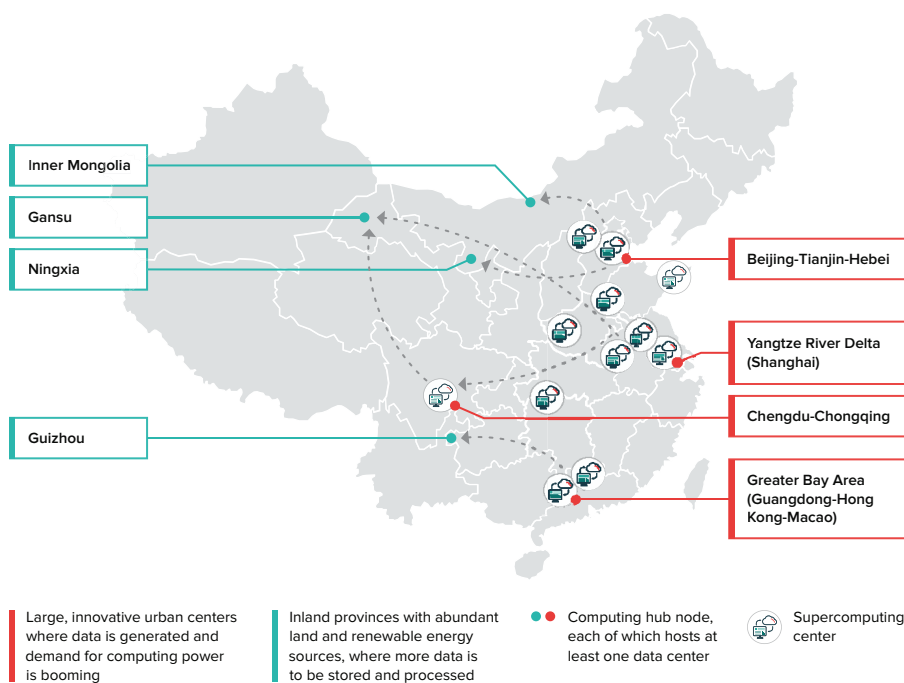 Inner Mongolia
Gansu
Ningxia
Guizhou
Beijing-Tianjin-Hebei
Yangtze River Delta
(Shanghai)
Chengdu-Chongqing
Greater Bay Area
(Guangdong-Hong
Kong-Macao)
Large, innovative urban centers
where data is generated and
demand for computing power
is booming
Inland provinces with abundant
land and renewable energy
sources, where more data is
to be stored and processed
Computing hub node,
each of which hosts at
least one data center
Supercomputing
center